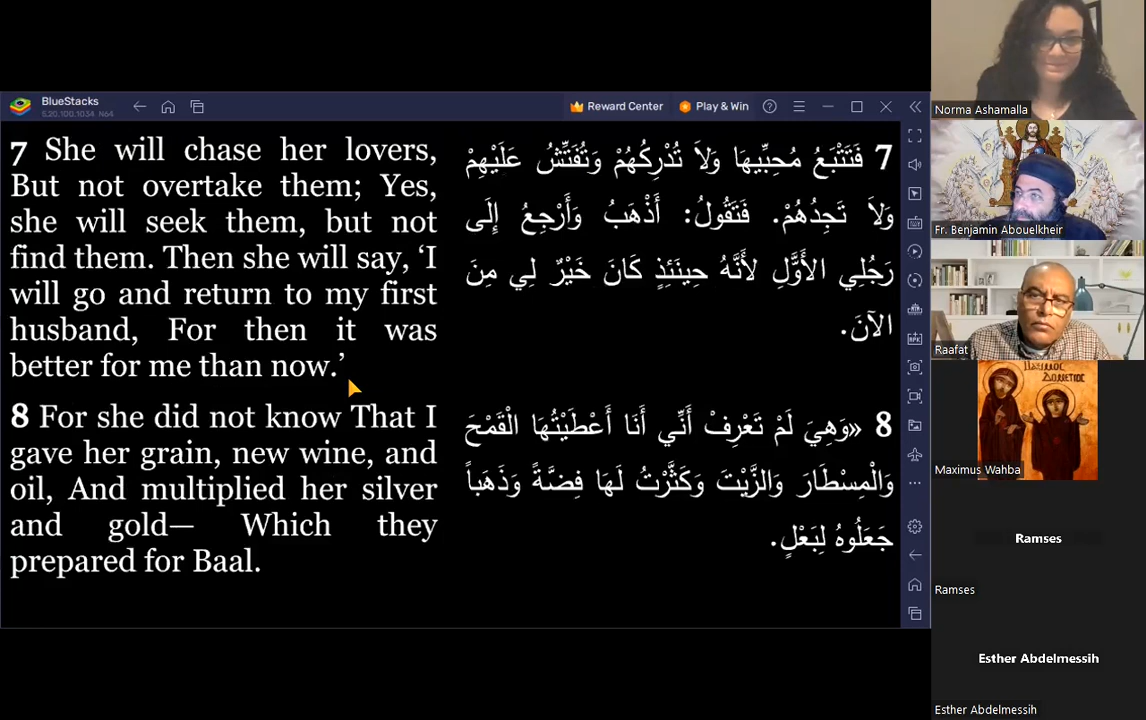 BlueStacks
5.20.100.1034 N64
Reward Center
Play & Win
7 She will chase her lovers,
But not overtake them; Yes,
she will seek them, but not
find them. Then she will say, ‘I
will go and return to my first
husband, For then it was
better for me than now.’
8 For she did not know That I
gave her grain, new wine, and
oil, And multiplied her silver
and gold— Which they
prepared for Baal.
7 فَتَتْبَعُ مُحِبِّيهَا وَلاَ تُدْرِكُهُمْ وَتُفَتِّشُ عَلَيْهِمْ
وَلاَ تَجِدُهُمْ. فَتَقُولُ: أَذْهَبُ وَأَرْجِعُ إِلَى
رَجُلِي الأَوَّلِ لأَنَّهُ حِينَئِذٍ كَانَ خَيْرٌ لِي مِنَ
الآنَ.
8 «وَهِيَ لَمْ تَعْرِفْ أَنِّي أَنَا أَعْطَيْتُهَا الْقَمْحَ
وَالْمِسْطَارَ وَالزَّيْتَ وَكَثَّرْتُ لَهَا فِضَّةً وَذَهَباً
جَعَلُوهُ لِبَعْلٍ.
Norma Ashamalla
Fr. Benjamin Abouelkheir
Raafat
Maximus Wahba
Ramses
Ramses
Esther Abdelmessih
Esther Abdelmessih